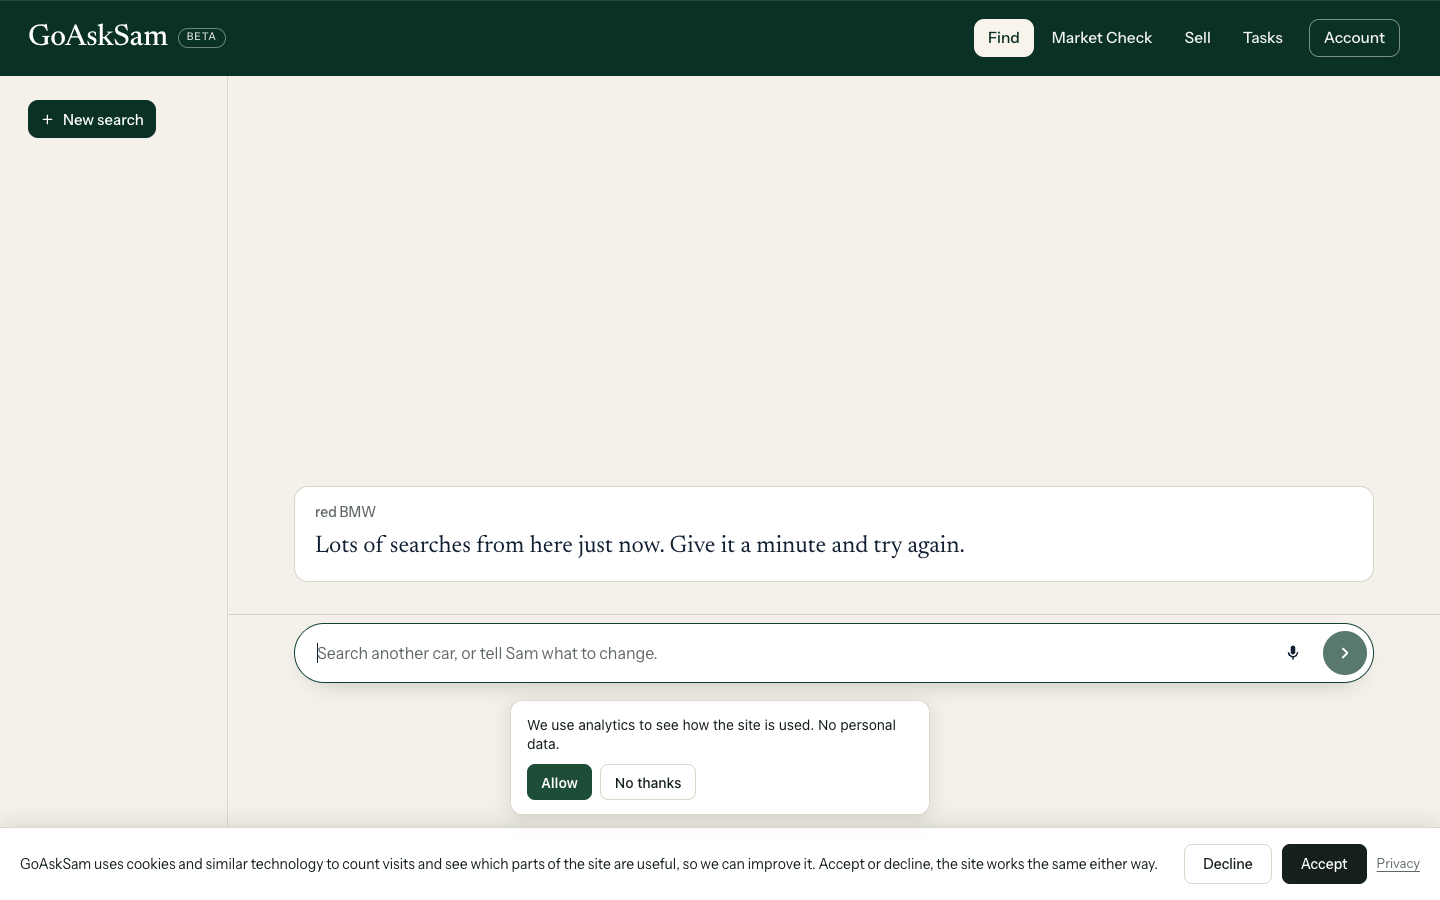 GoAskSam BETA
Find
Market Check
Sell
Tasks
Account
+ New search
red BMW
Lots of searches from here just now. Give it a minute and try again.
Search another car, or tell Sam what to change.
We use analytics to see how the site is used. No personal
data.
Allow
No thanks
GoAskSam uses cookies and similar technology to count visits and see which parts of the site are useful, so we can improve it. Accept or decline, the site works the same either way.
Decline
Accept
Privacy